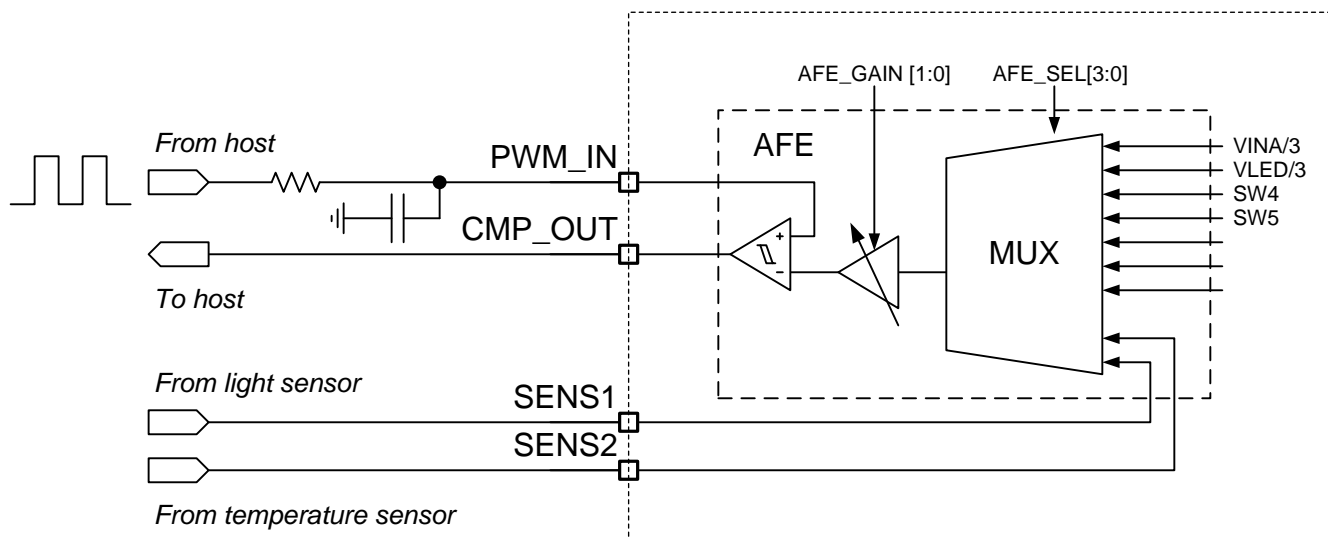 AFE_GAIN [1:0]
AFE_SEL[3:0]
From host
PWM_IN
AFE
VINA/3
VLED/3
SW4
SW5
CMP_OUT
+
-
MUX
To host
From light sensor
SENS1
SENS2
From temperature sensor